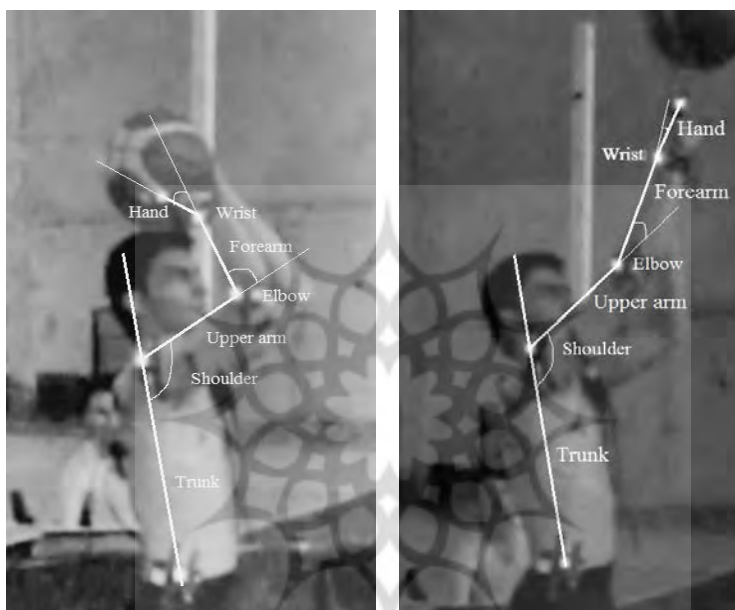 Hand
Wrist
Forearm
Elbow
Upper arm
Shoulder
Trunk
Hand
Wrist
Forearm
Elbow
Upper arm
Shoulder
Trunk